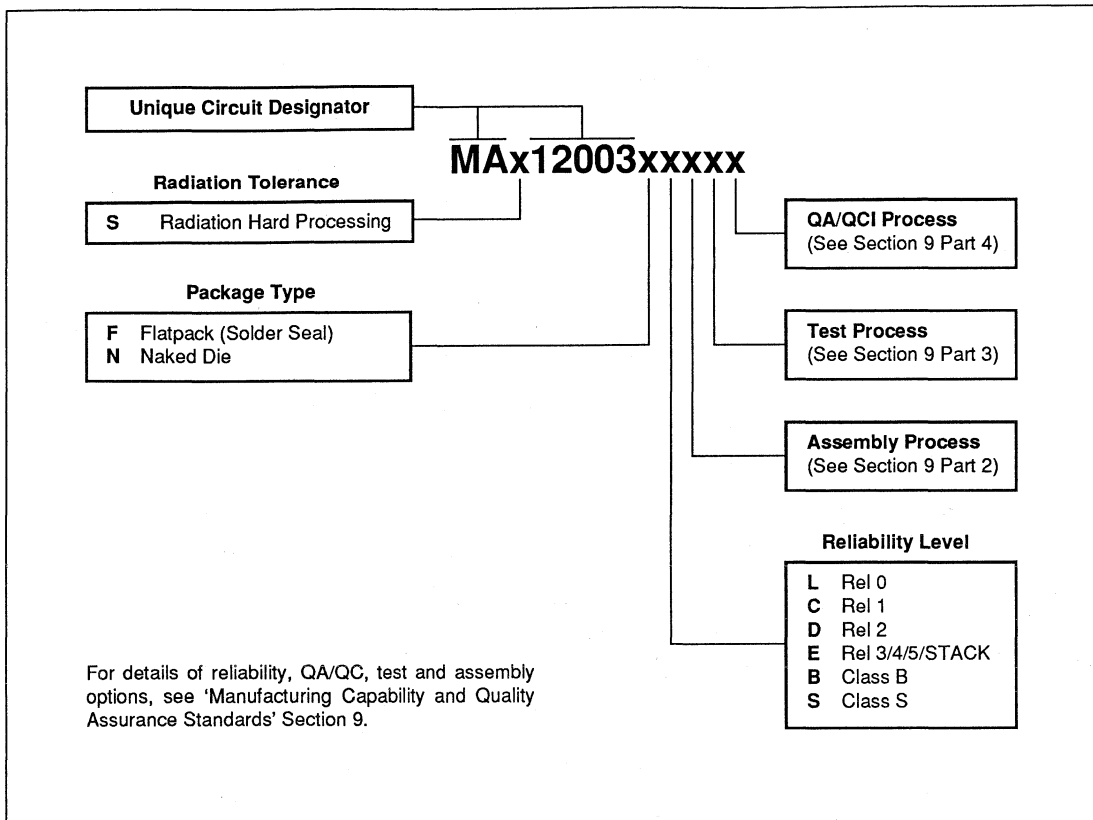 Unique Circuit Designator
MAx12003xxxxx
Radiation Tolerance
S Radiation Hard Processing
Package Type
F Flatpack (Solder Seal)
N Naked Die
QA/QCI Process
(See Section 9 Part 4)
Test Process
(See Section 9 Part 3)
Assembly Process
(See Section 9 Part 2)
Reliability Level
L Rel 0
C Rel 1
D Rel 2
E Rel 3/4/5/STACK
B Class B
S Class S
For details of reliability, QA/QC, test and assembly
options, see 'Manufacturing Capability and Quality
Assurance Standards' Section 9.